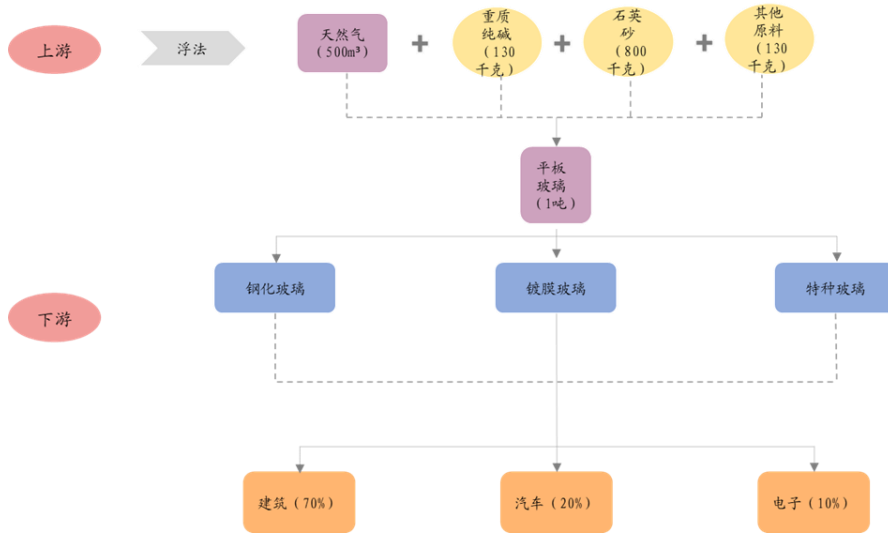 上游
浮法
天然气
(500m³)
重质
纯碱
(130
千克)
石英
砂
(800
千克)
其他
原料
(130
千克)
平板
玻璃
(1吨)
下游
钢化玻璃
镀膜玻璃
特种玻璃
建筑(70%)
汽车(20%)
电子(10%)